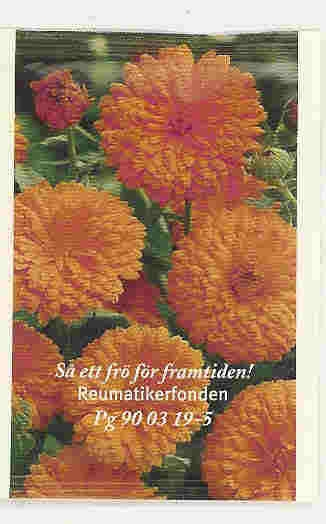 Så ett frö för framtiden!
Reumatikerfonden
Pg 90 03 19-5